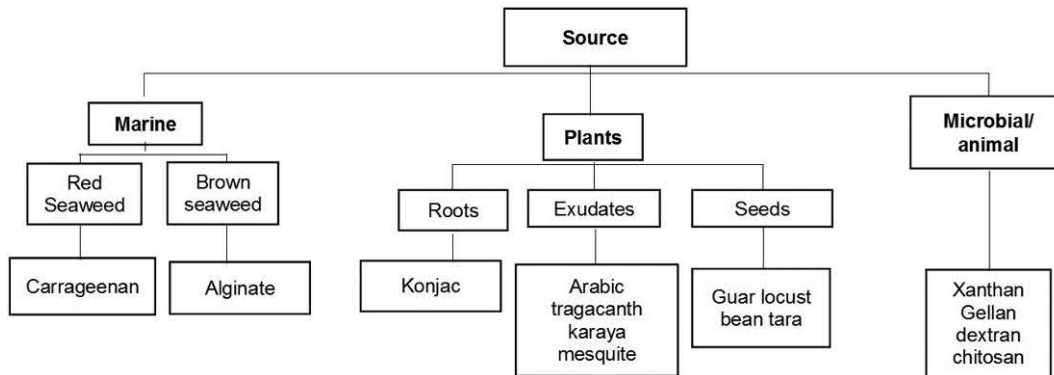 Source
Marine
Plants
Microbial/
animal
Red
Seaweed
Brown
seaweed
Roots
Exudates
Seeds
Carrageenan
Alginate
Konjac
Arabic
tragacanth
karaya
mesquite
Guar locust
bean tara
Xanthan
Gellan
dextran
chitosan